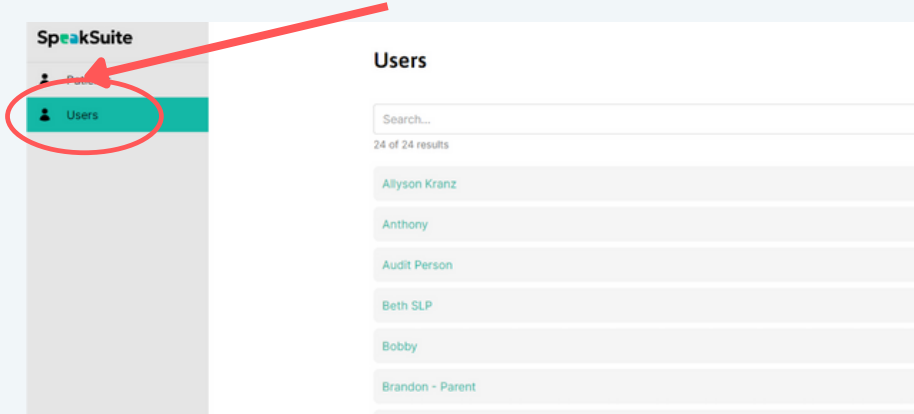 SpeakSuite
Users
Users
Search...
24 of 24 results
Allyson Kranz
Anthony
Audit Person
Beth SLP
Bobby
Brandon - Parent